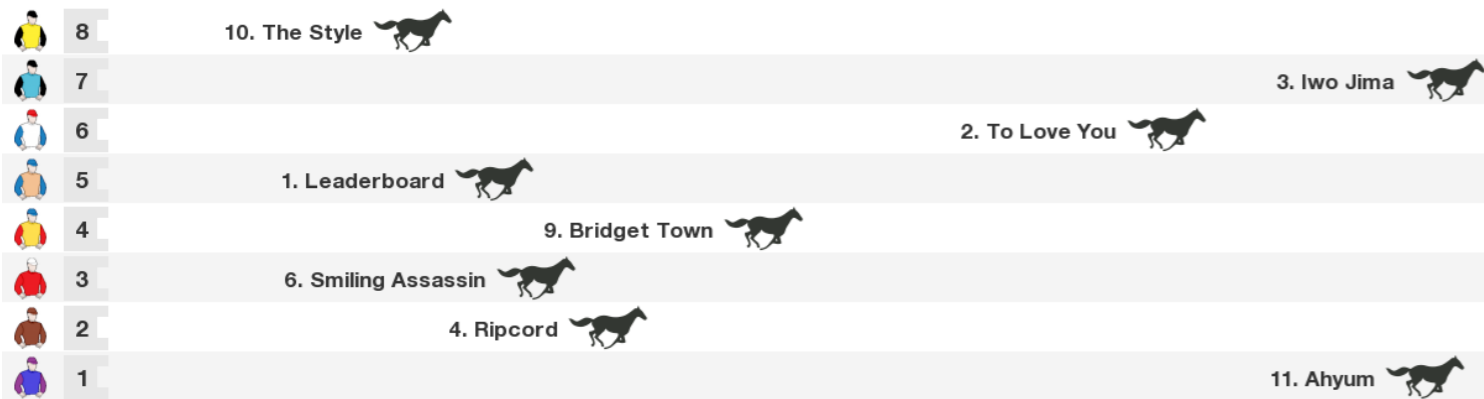 8 10. The Style
7 3. Iwo Jima
6 2. To Love You
5 1. Leaderboard
4 9. Bridget Town
3 6. Smiling Assassin
2 4. Ripcord
1 11. Ahyum